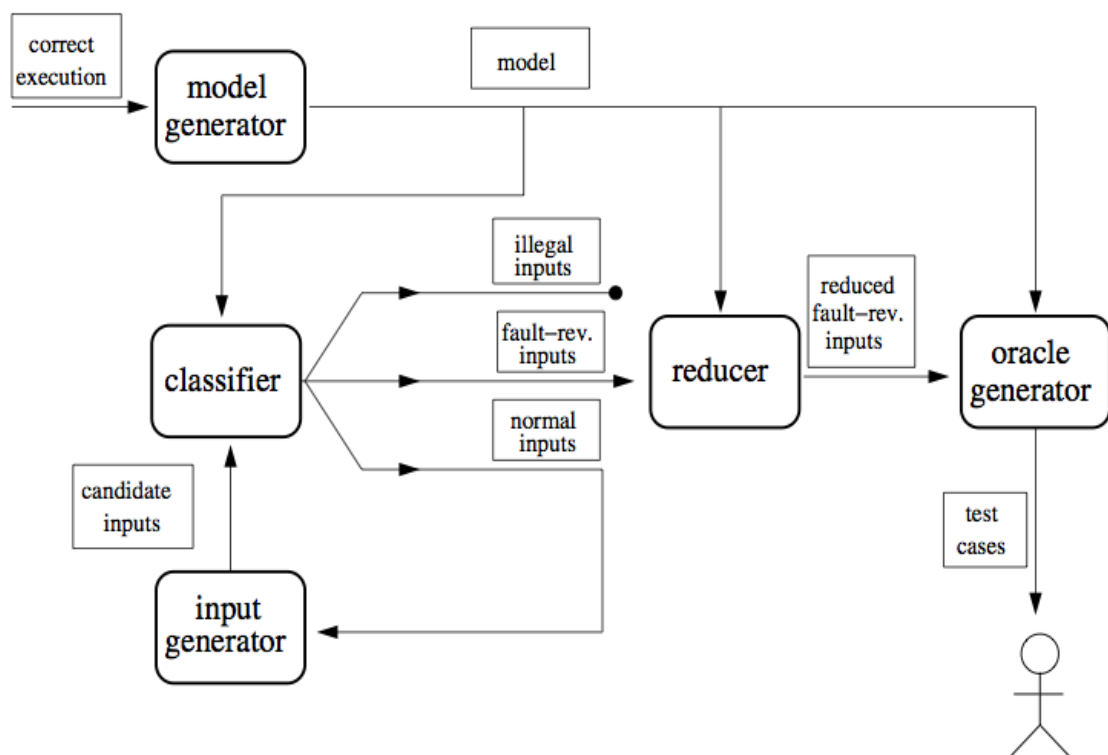 correct
execution
model
generator
model
illegal
inputs
fault–rev.
inputs
normal
inputs
classifier
candidate
inputs
input
generator
reducer
reduced
fault–rev.
inputs
oracle
generator
test
cases